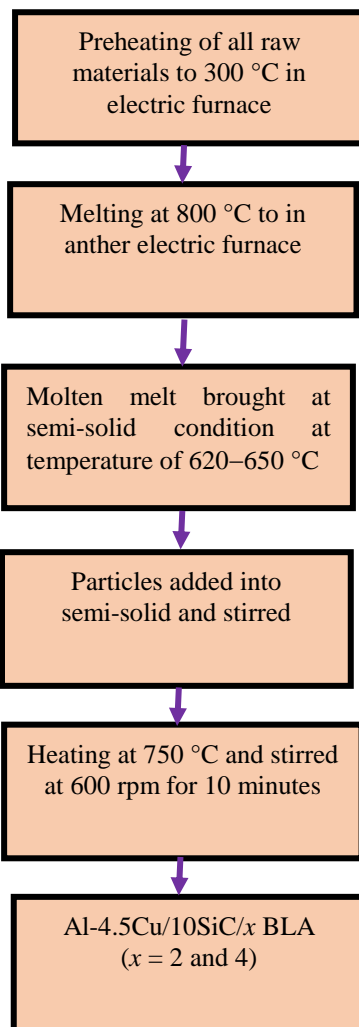 Preheating of all raw
materials to 300 °C in
electric furnace
Melting at 800 °C to in
anther electric furnace
Molten melt brought at
semi-solid condition at
temperature of 620−650 °C
Particles added into
semi-solid and stirred
Heating at 750 °C and stirred
at 600 rpm for 10 minutes
Al-4.5Cu/10SiC/x BLA
(x = 2 and 4)